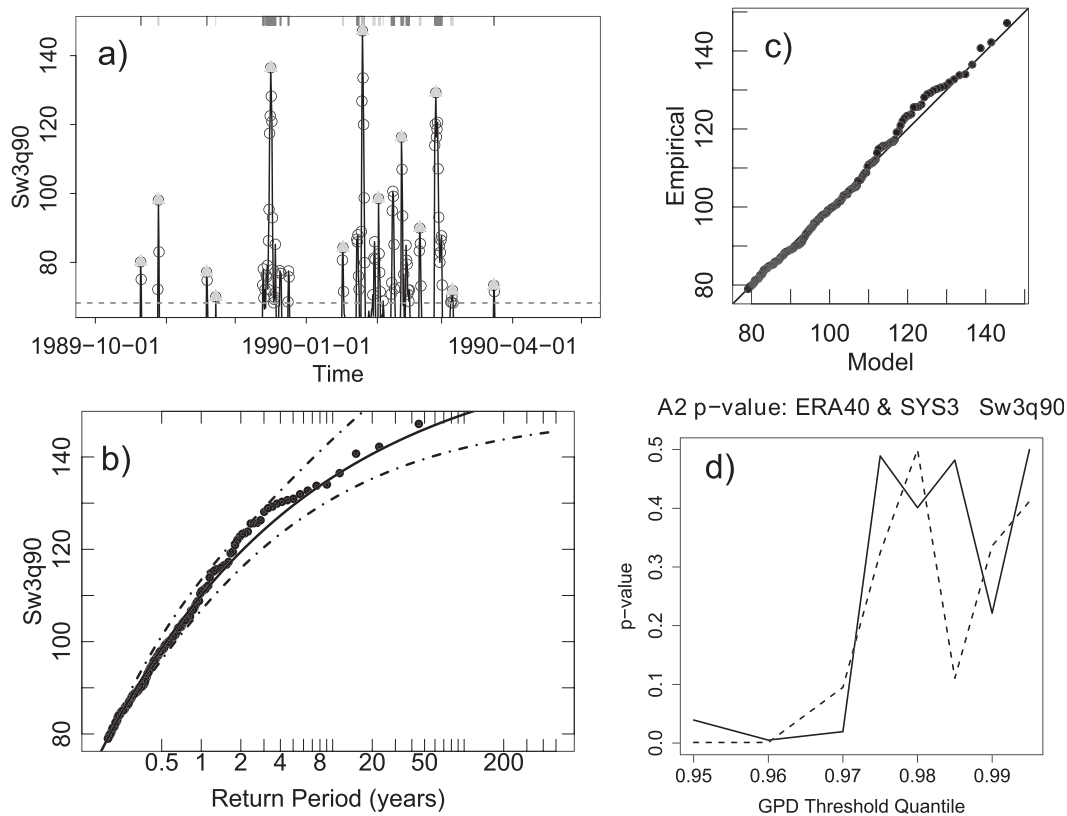 a)
Sw3q90
80 100 120 140
1989−10−01 1990−01−01 1990−04−01
Time
c)
Empirical
80 100 120 140
80 100 120 140
Model
b)
Sw3q90
80 100 120 140
0.5 1 2 4 8 20 50 200
Return Period (years)
A2 p−value: ERA40 & SYS3 Sw3q90
d)
p−value
0.0 0.1 0.2 0.3 0.4 0.5
0.95 0.96 0.97 0.98 0.99
GPD Threshold Quantile